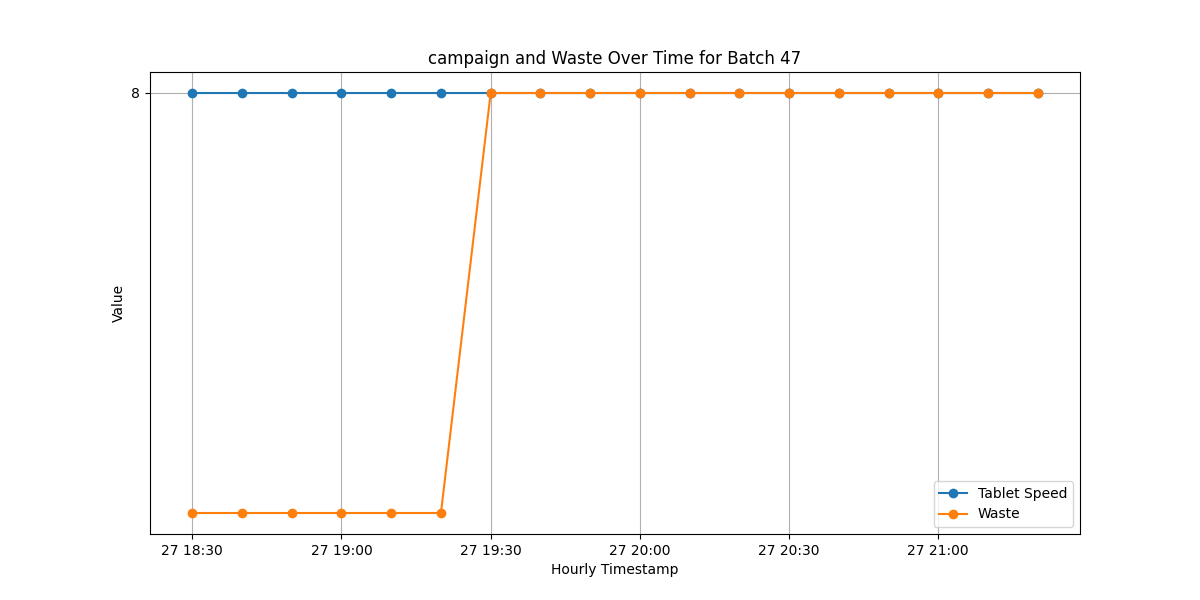 campaign and Waste Over Time for Batch 47
8
Value
Tablet Speed
Waste
27 18:30
27 19:00
27 19:30
27 20:00
27 20:30
27 21:00
Hourly Timestamp